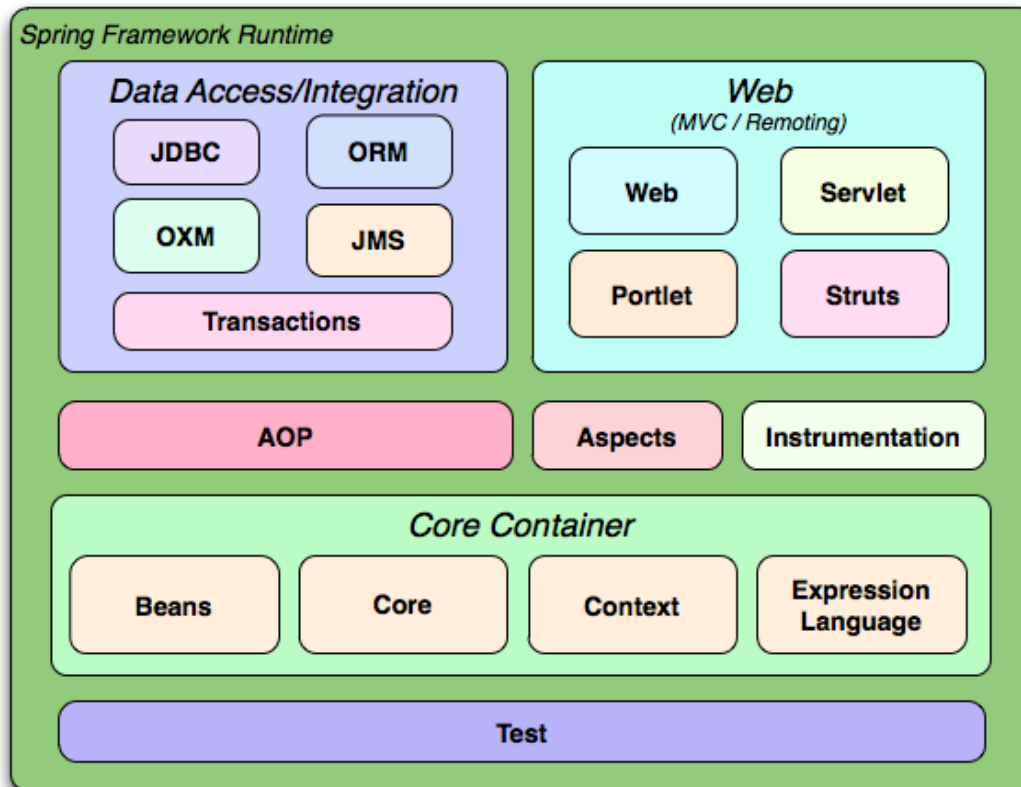 Spring Framework Runtime
Data Access/Integration
JDBC
ORM
OXM
JMS
Transactions
Web
(MVC / Remoting)
Web
Servlet
Portlet
Struts
AOP
Aspects
Instrumentation
Core Container
Beans
Core
Context
Expression
Language
Test